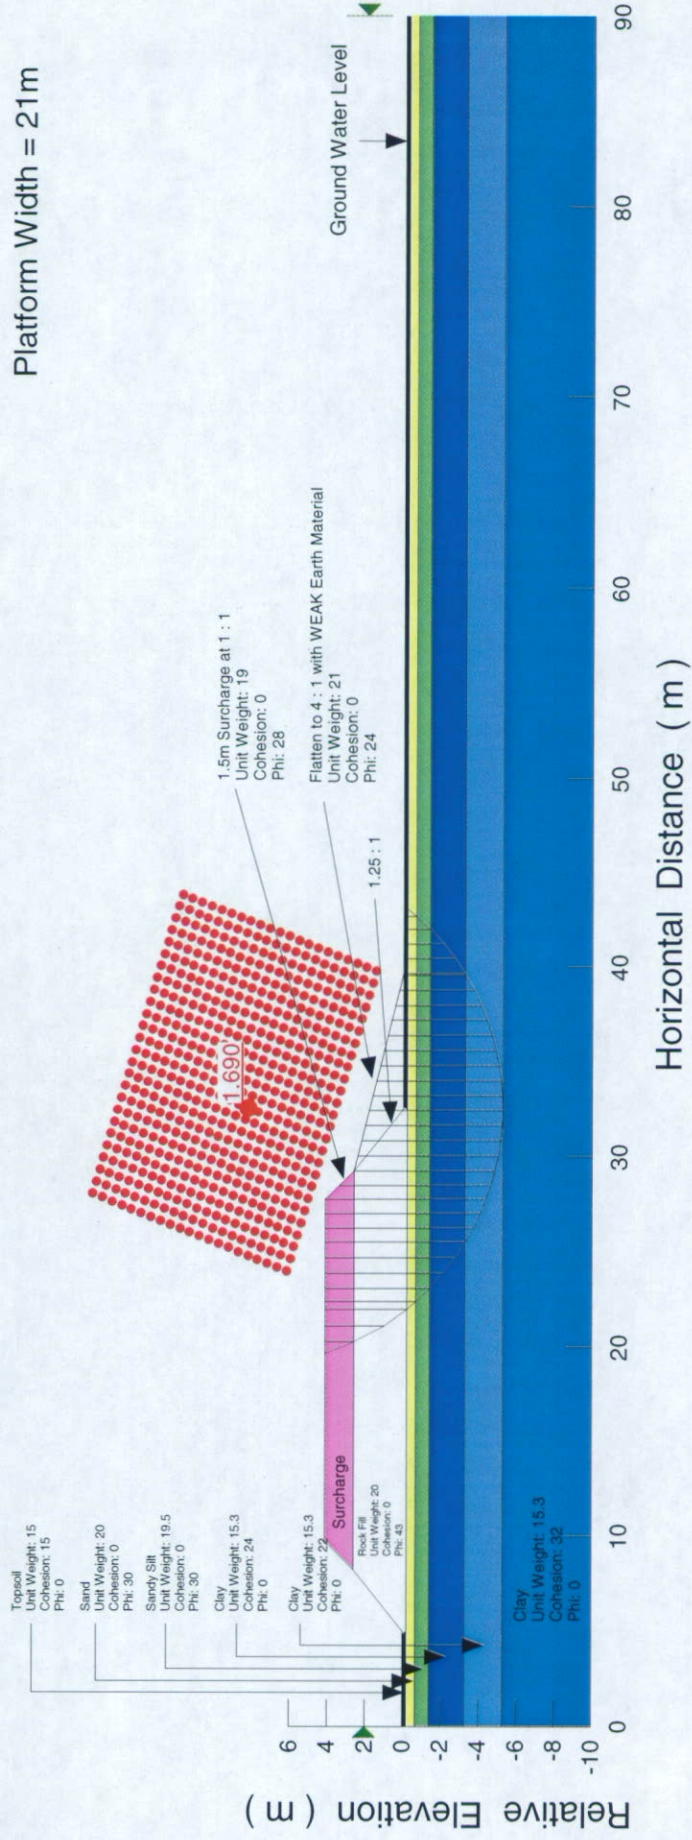 Platform Width = 21m
Topsoil
Unit Weight: 15
Cohesion: 15
Phi: 0
Sand
Unit Weight: 20
Cohesion: 0
Phi: 30
Sandy Silt
Unit Weight: 19.5
Cohesion: 0
Phi: 30
Clay
Unit Weight: 15.3
Cohesion: 24
Phi: 0
Clay
Unit Weight: 15.3
Cohesion: 22
Phi: 0
Surcharge
Rock Fill
Unit Weight: 20
Cohesion: 0
Phi: 43
1.690
1.5m Surcharge at 1 : 1
Unit Weight: 19
Cohesion: 0
Phi: 28
Flatten to 4 : 1 with WEAK Earth Material
Unit Weight: 21
Cohesion: 0
Phi: 24
1.25 : 1
Ground Water Level
Clay
Unit Weight: 15.3
Cohesion: 32
Phi: 0
Relative Elevation ( m )
6
4
2
0
-2
-4
-6
-8
-10
0 10 20 30 40 50 60 70 80 90
Horizontal Distance ( m )